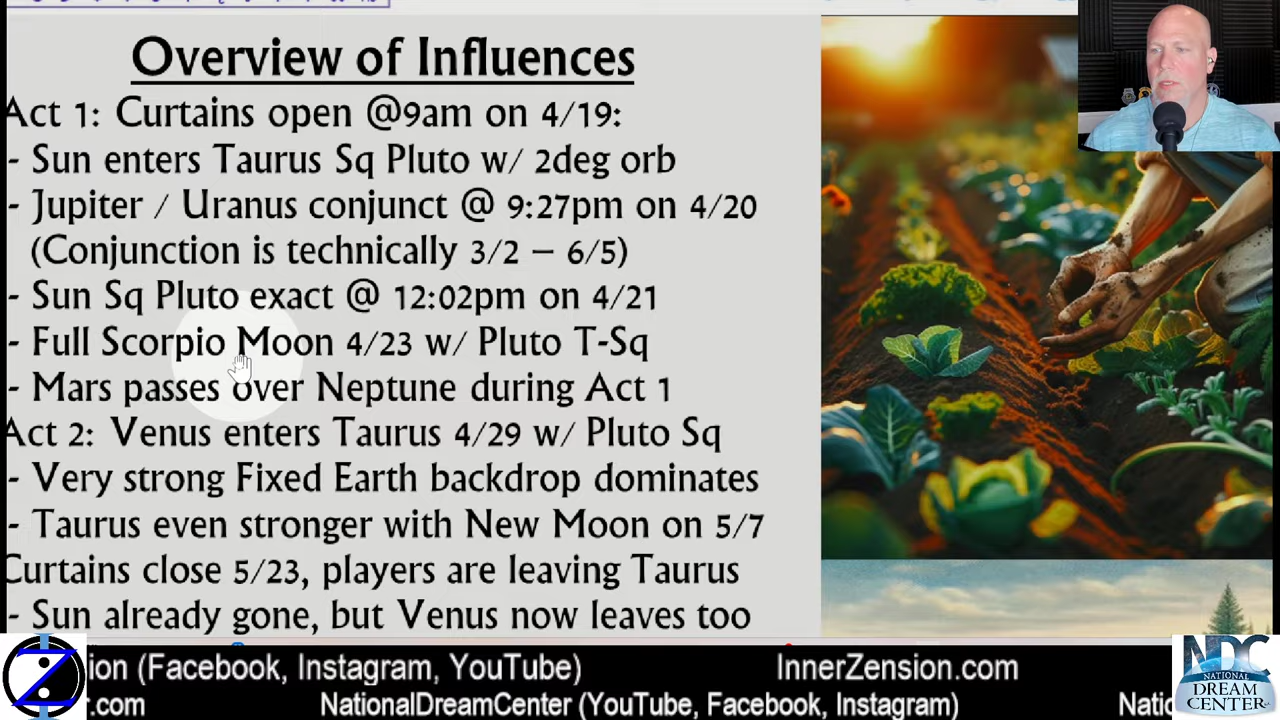 Overview of Influences
Act 1: Curtains open @9am on 4/19:
- Sun enters Taurus Sq Pluto w/ 2deg orb
- Jupiter / Uranus conjunct @ 9:27pm on 4/20
(Conjunction is technically 3/2 – 6/5)
- Sun Sq Pluto exact @ 12:02pm on 4/21
- Full Scorpio Moon 4/23 w/ Pluto T-Sq
- Mars passes over Neptune during Act 1
Act 2: Venus enters Taurus 4/29 w/ Pluto Sq
- Very strong Fixed Earth backdrop dominates
- Taurus even stronger with New Moon on 5/7
Curtains close 5/23, players are leaving Taurus
- Sun already gone, but Venus now leaves too
ion (Facebook, Instagram, YouTube) InnerZension.com
r.com NationalDreamCenter (YouTube, Facebook, Instagram) Na
NDC
NATIONAL
DREAM
CENTER